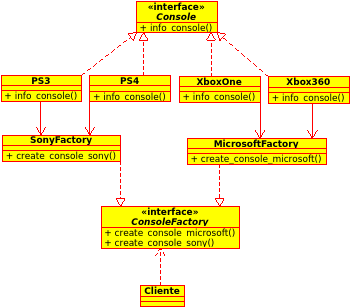 «interface»
Console
+ info_console()
PS3
+ info_console()
PS4
+ info_console()
XboxOne
+ info_console()
Xbox360
+ info_console()
SonyFactory
+ create_console_sony()
MicrosoftFactory
+ create_console_microsoft()
«interface»
ConsoleFactory
+ create_console_microsoft()
+ create_console_sony()
Cliente